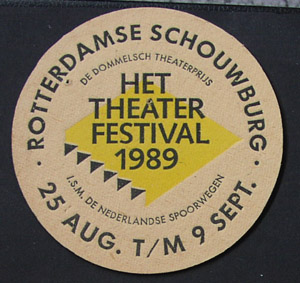 · ROTTERDAMSE SCHOUWBURG ·
DE DOMMELSCH THEATERPRIJS
HET
THEATER
FESTIVAL
1989
I.S.M. DE NEDERLANDSE SPOORWEGEN
25 AUG. T/M 9 SEPT.